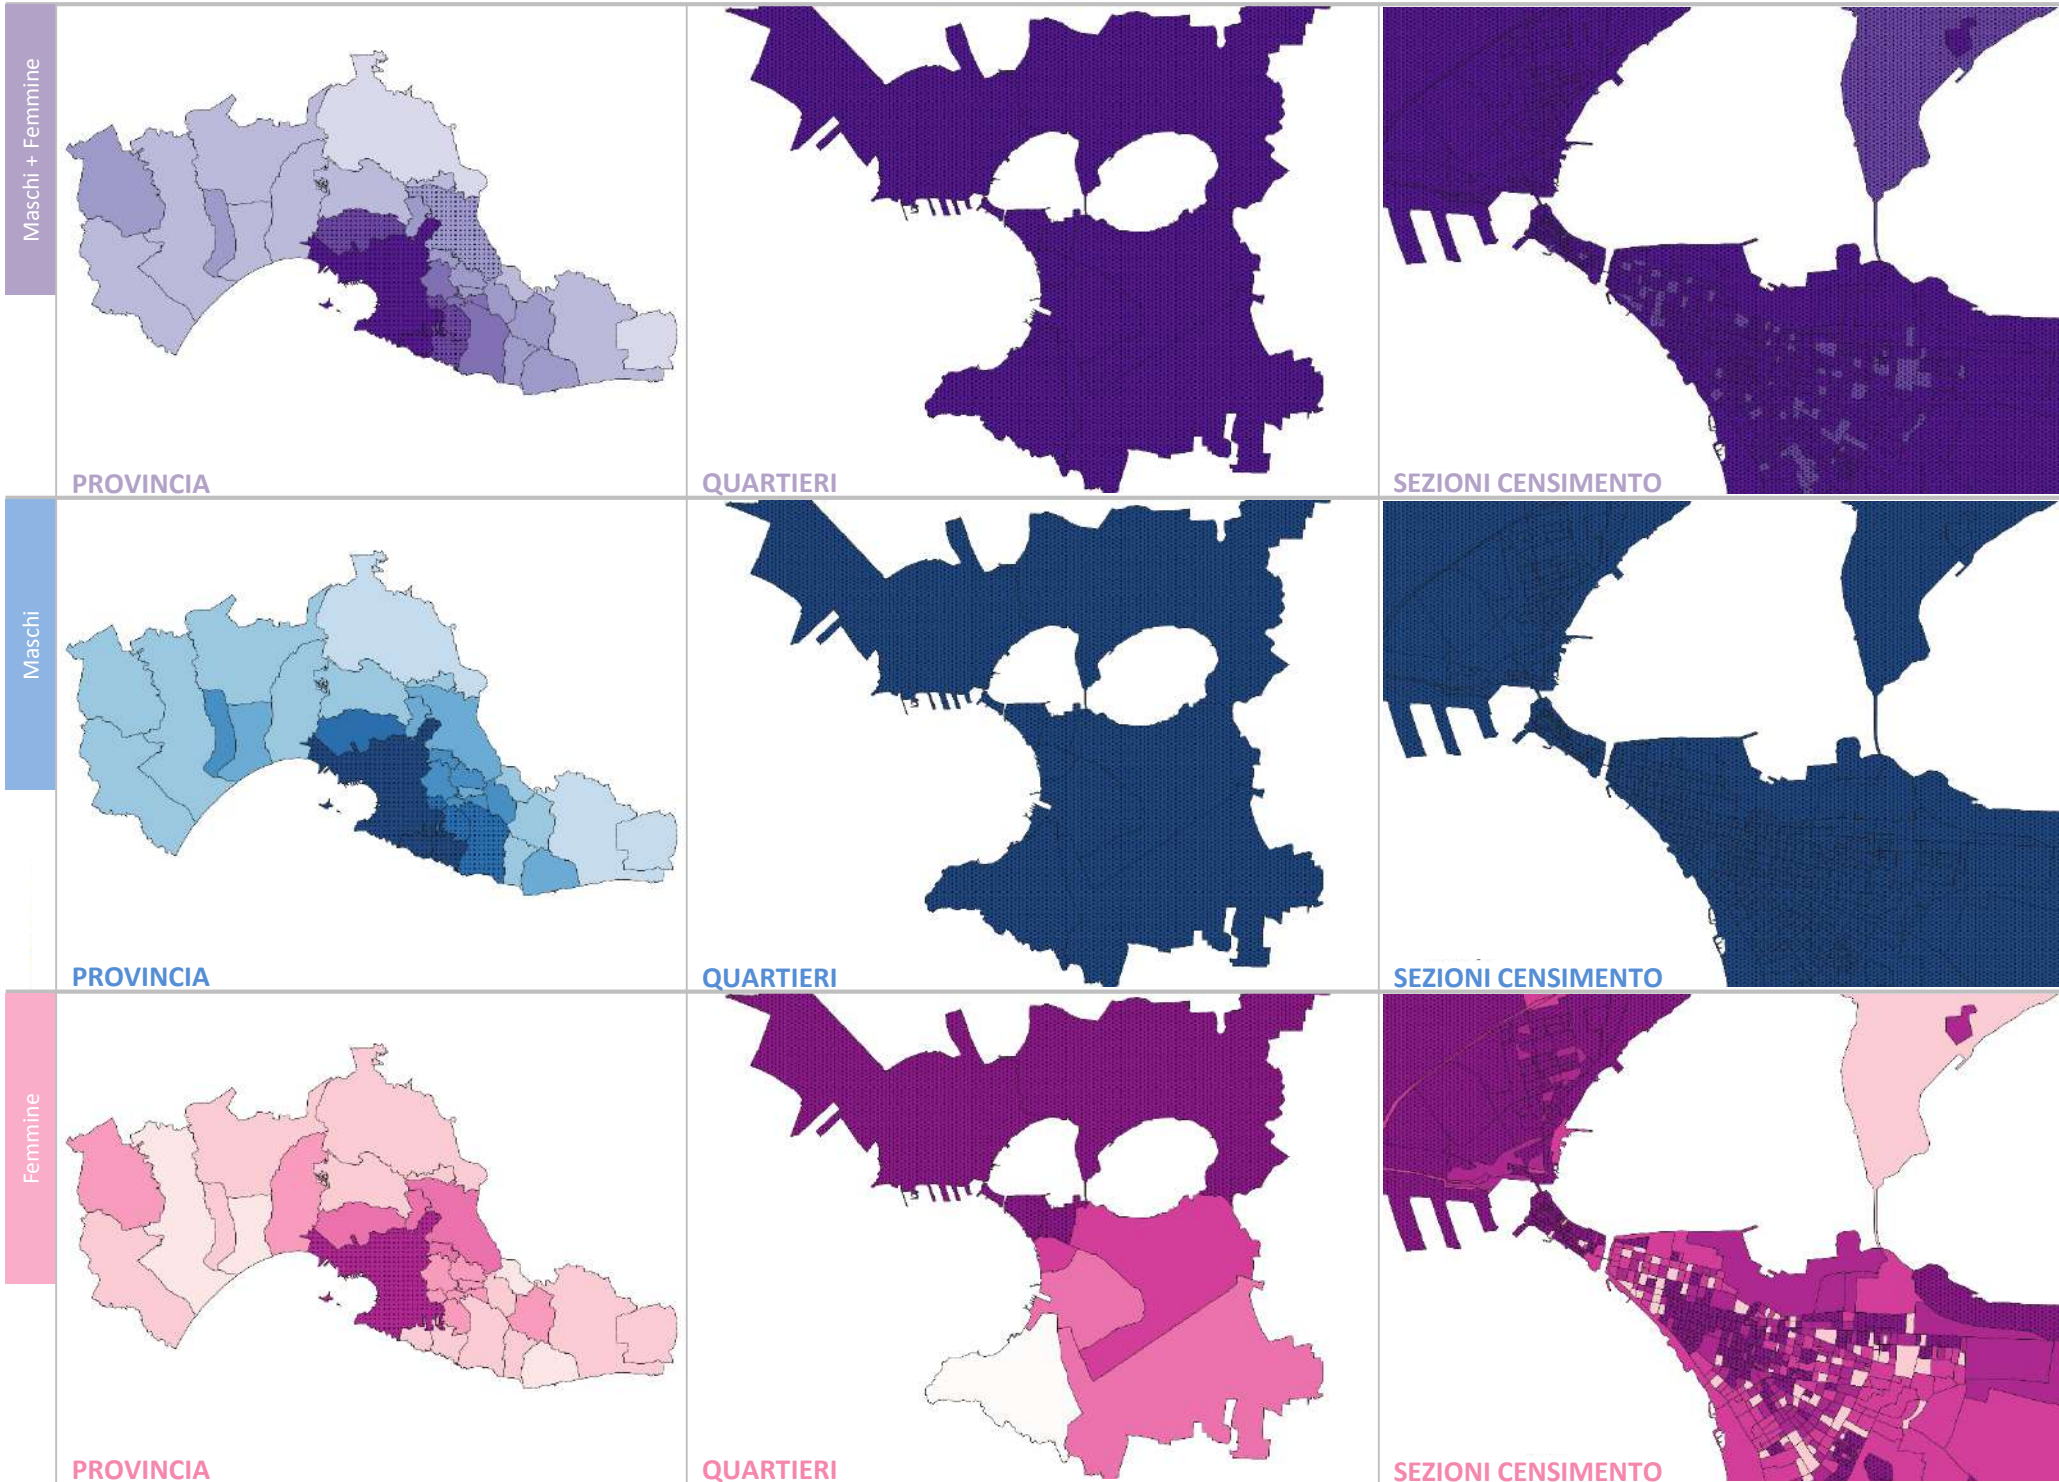 Maschi + Femmine
PROVINCIA
QUARTIERI
SEZIONI CENSIMENTO
Maschi
PROVINCIA
QUARTIERI
SEZIONI CENSIMENTO
Femmine
PROVINCIA
QUARTIERI
SEZIONI CENSIMENTO